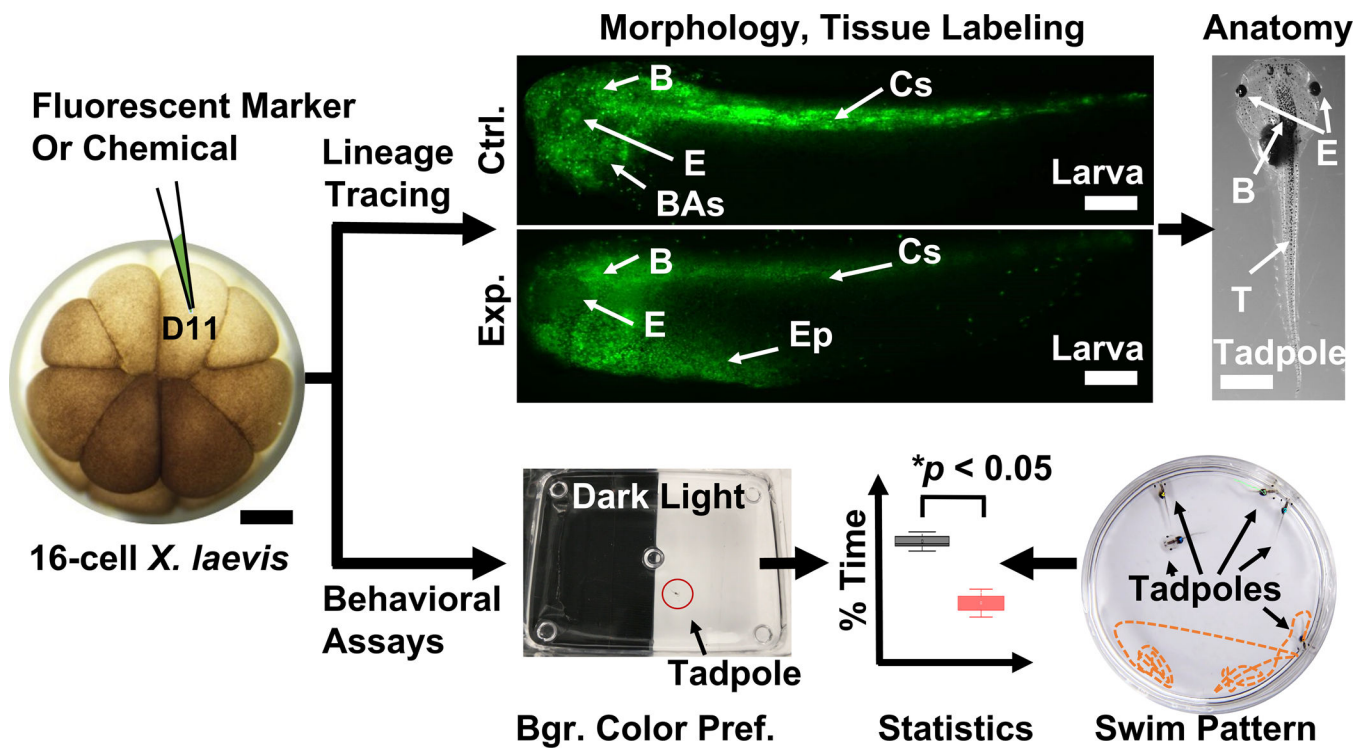 Morphology, Tissue Labeling
Anatomy
Fluorescent Marker
Or Chemical
Lineage
Tracing
Ctrl.
B
Cs
E
BAs
Larva
Exp.
B
Cs
E
Ep
Larva
E
B
T
Tadpole
D11
16-cell X. laevis
Behavioral
Assays
Dark Light
Tadpole
Bgr. Color Pref.
*p < 0.05
% Time
Statistics
Tadpoles
Swim Pattern